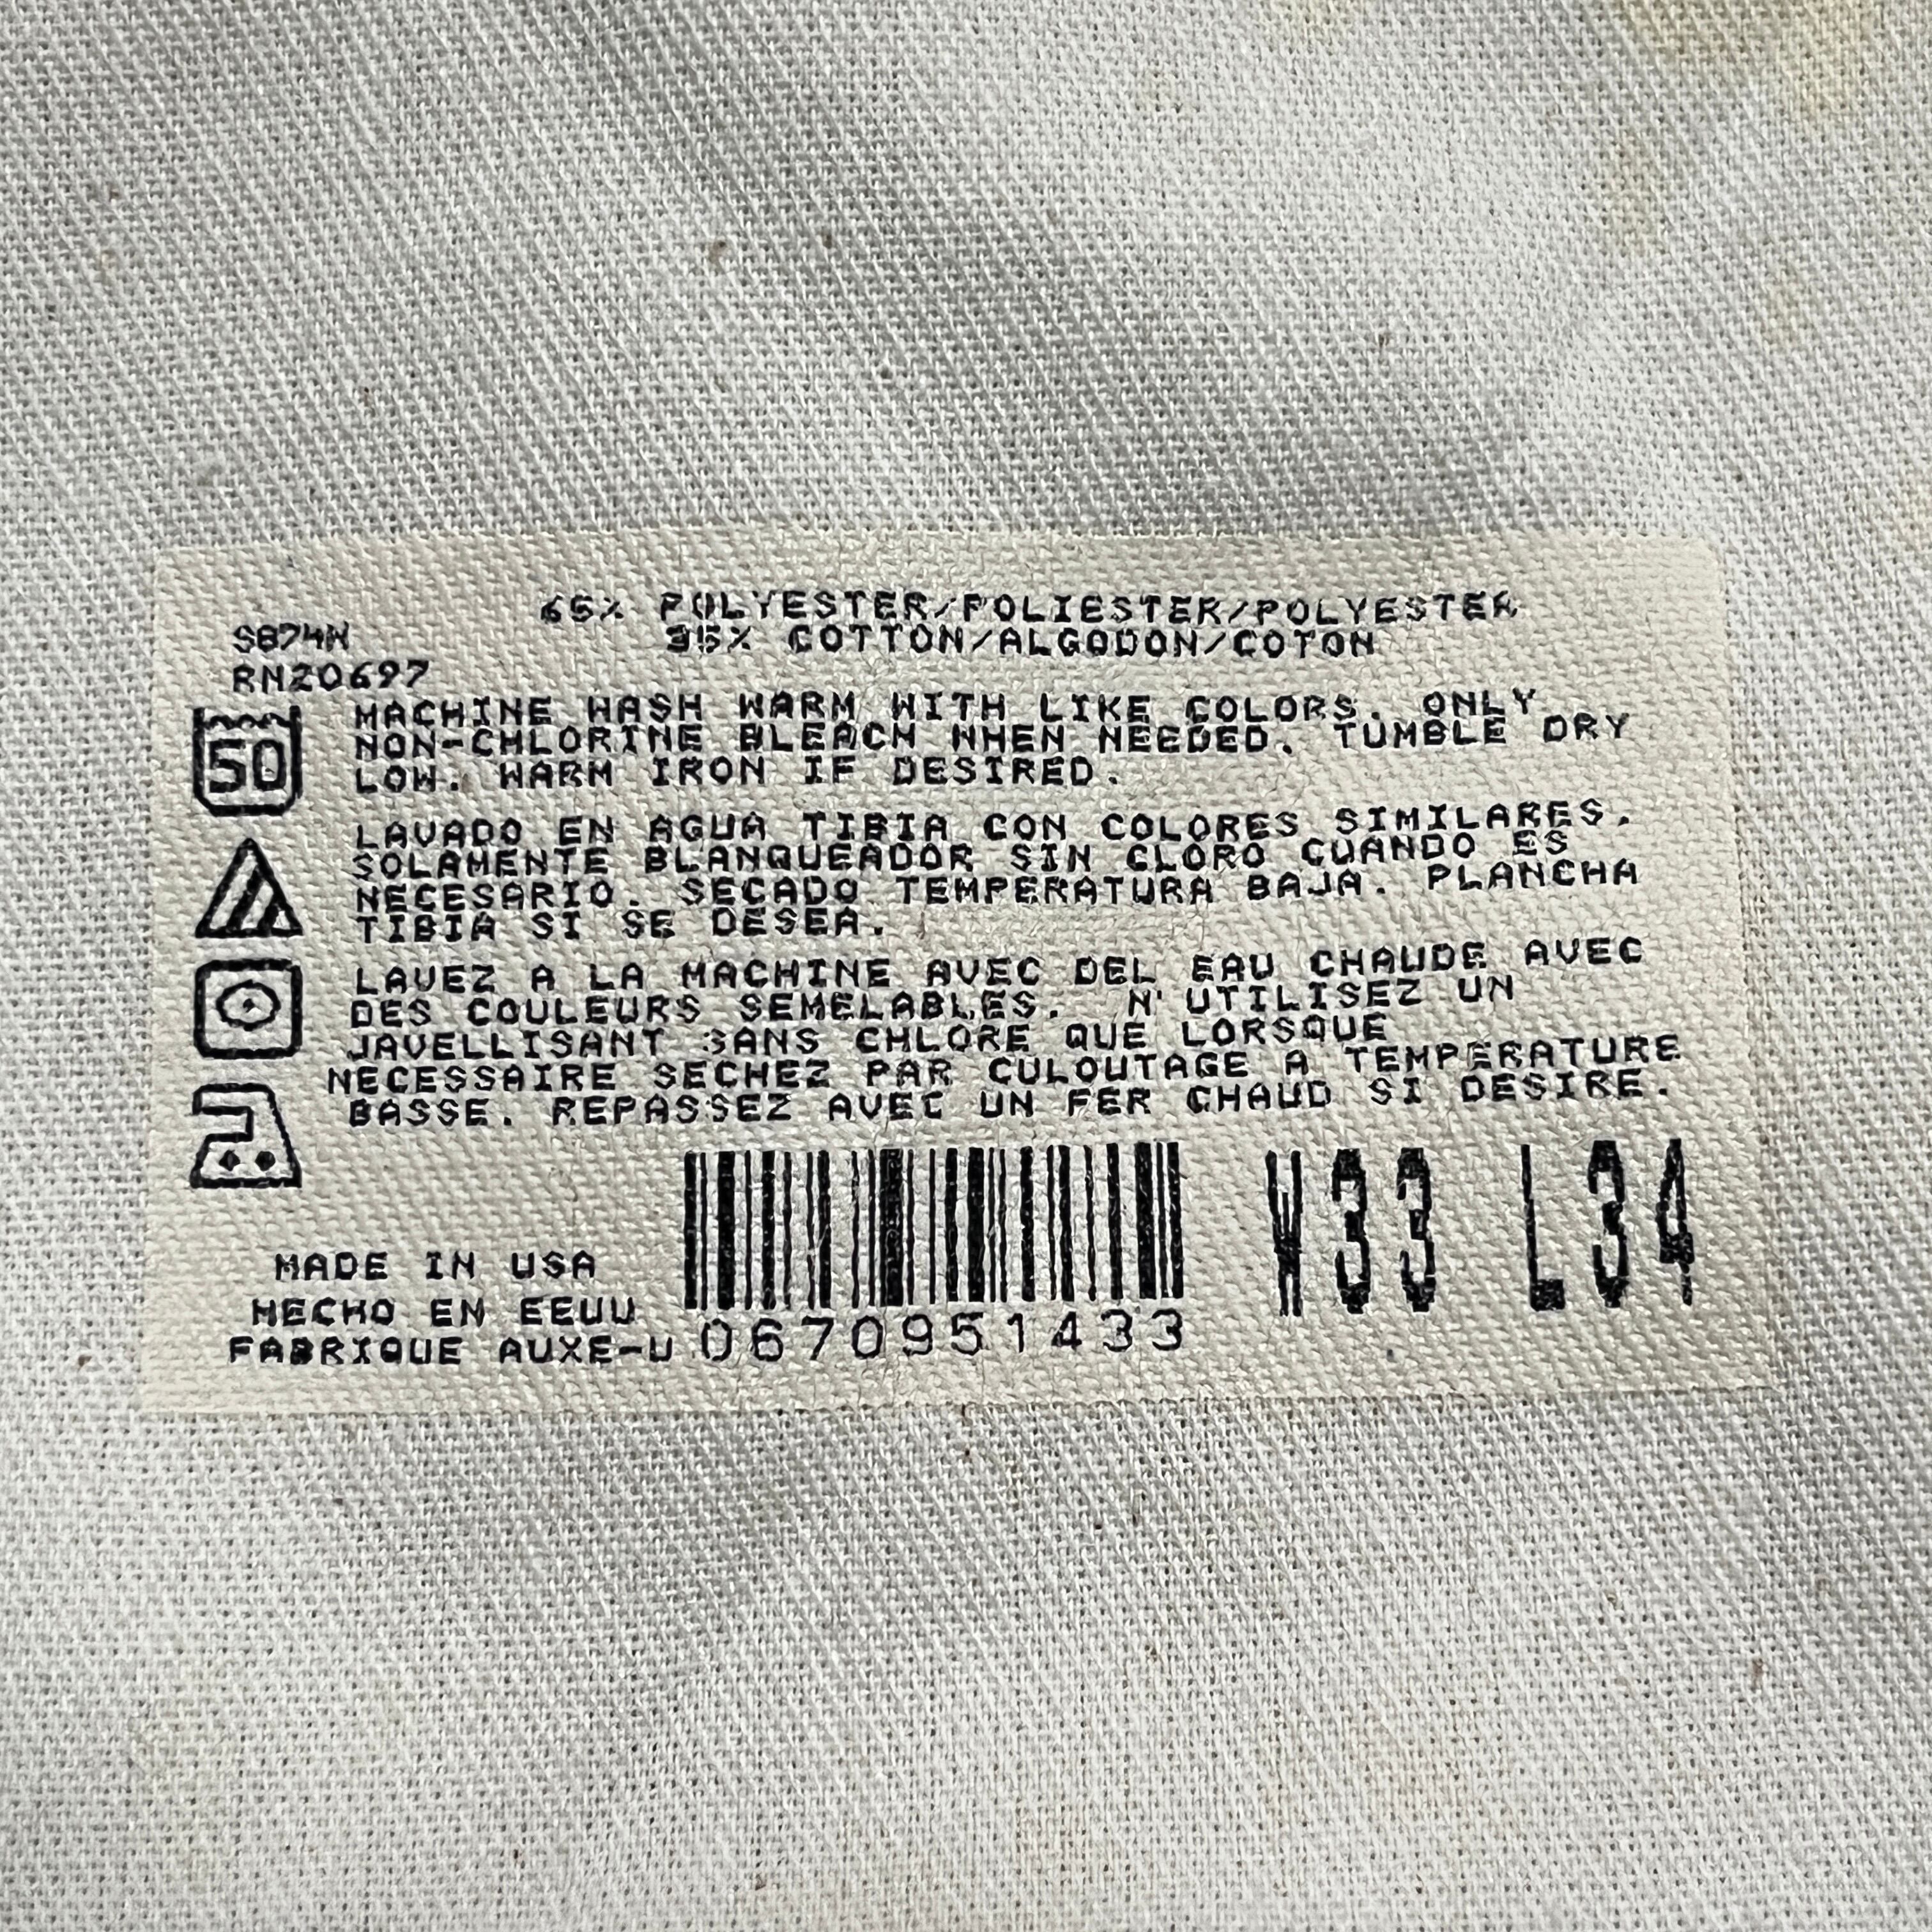 65% POLYESTER/POLIESTER/POLYESTER
35% COTTON/ALGODON/COTON
S874N
RN20697
MACHINE WASH WARM WITH LIKE COLORS. ONLY
NON-CHLORINE BLEACH WHEN NEEDED. TUMBLE DRY
LOW. WARM IRON IF DESIRED.
50
LAVADO EN AGUA TIBIA CON COLORES SIMILARES.
SOLAMENTE BLANQUEADOR SIN CLORO CUANDO ES
NECESARIO. SECADO TEMPERATURA BAJA. PLANCHA
TIBIA SI SE DESEA.
LAVEZ A LA MACHINE AVEC DEL EAU CHAUDE AVEC
DES COULEURS SEMELABLES. N'UTILISEZ UN
JAVELLISANT SANS CHLORE QUE LORSQUE
NECESSAIRE SECHEZ PAR CULOUTAGE A TEMPERATURE
BASSE. REPASSEZ AVEC UN FER CHAUD SI DESIRE.
W33 L34
MADE IN USA
HECHO EN EEUU
FABRIQUE AUXE-U
0670951433